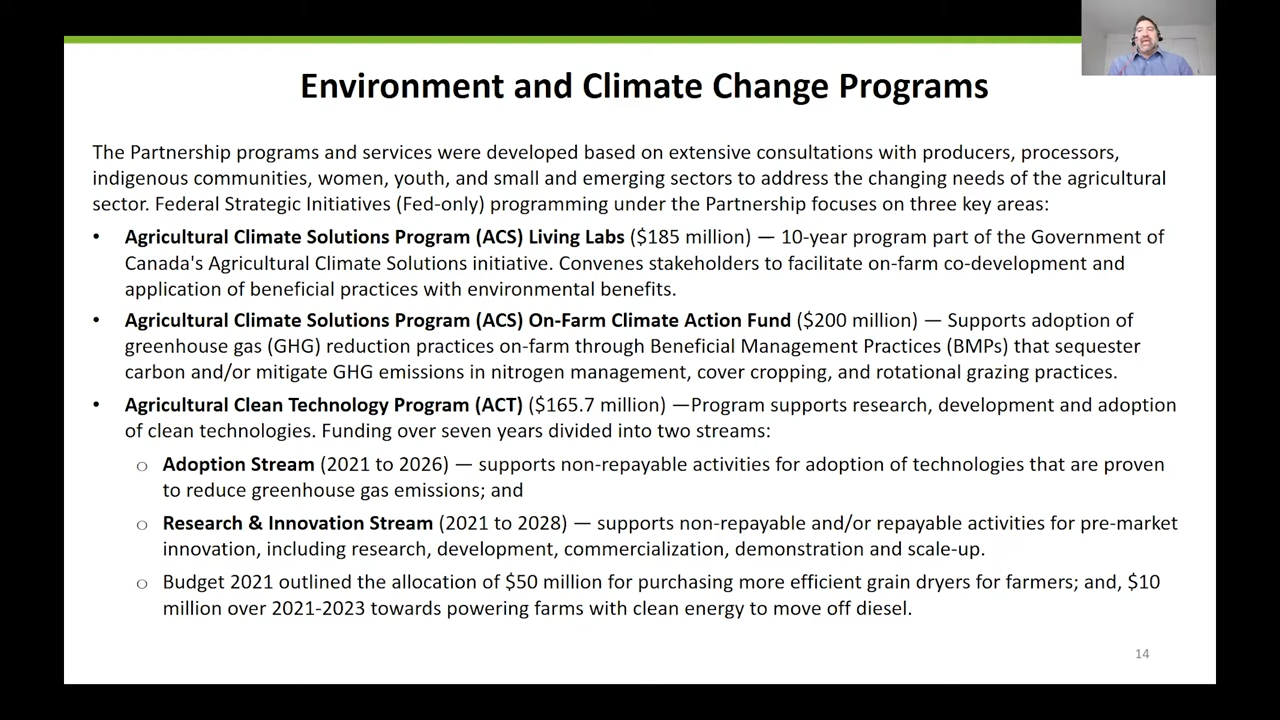 Environment and Climate Change Programs
The Partnership programs and services were developed based on extensive consultations with producers, processors,
indigenous communities, women, youth, and small and emerging sectors to address the changing needs of the agricultural
sector. Federal Strategic Initiatives (Fed-only) programming under the Partnership focuses on three key areas:
• Agricultural Climate Solutions Program (ACS) Living Labs ($185 million) — 10-year program part of the Government of
Canada's Agricultural Climate Solutions initiative. Convenes stakeholders to facilitate on-farm co-development and
application of beneficial practices with environmental benefits.
• Agricultural Climate Solutions Program (ACS) On-Farm Climate Action Fund ($200 million) — Supports adoption of
greenhouse gas (GHG) reduction practices on-farm through Beneficial Management Practices (BMPs) that sequester
carbon and/or mitigate GHG emissions in nitrogen management, cover cropping, and rotational grazing practices.
• Agricultural Clean Technology Program (ACT) ($165.7 million) —Program supports research, development and adoption
of clean technologies. Funding over seven years divided into two streams:
○ Adoption Stream (2021 to 2026) — supports non-repayable activities for adoption of technologies that are proven
to reduce greenhouse gas emissions; and
○ Research & Innovation Stream (2021 to 2028) — supports non-repayable and/or repayable activities for pre-market
innovation, including research, development, commercialization, demonstration and scale-up.
○ Budget 2021 outlined the allocation of $50 million for purchasing more efficient grain dryers for farmers; and, $10
million over 2021-2023 towards powering farms with clean energy to move off diesel.
14